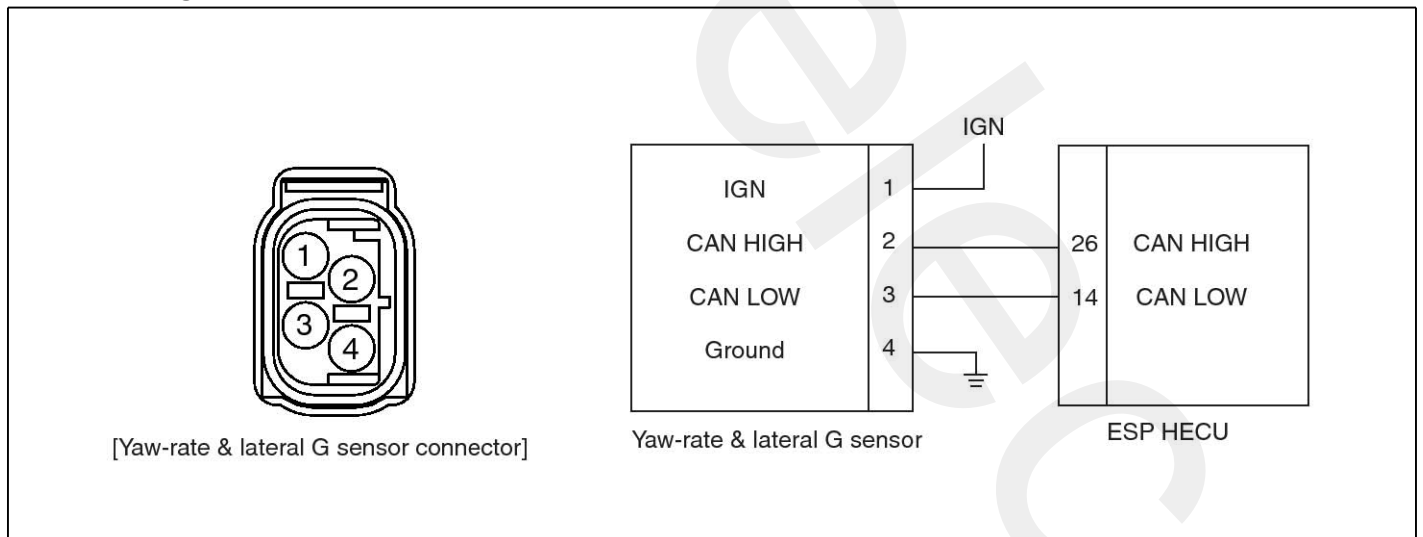 IGN
IGN 1
CAN HIGH 2 26 CAN HIGH
CAN LOW 3 14 CAN LOW
Ground 4
1
2
3
4
[Yaw-rate & lateral G sensor connector]
Yaw-rate & lateral G sensor
ESP HECU